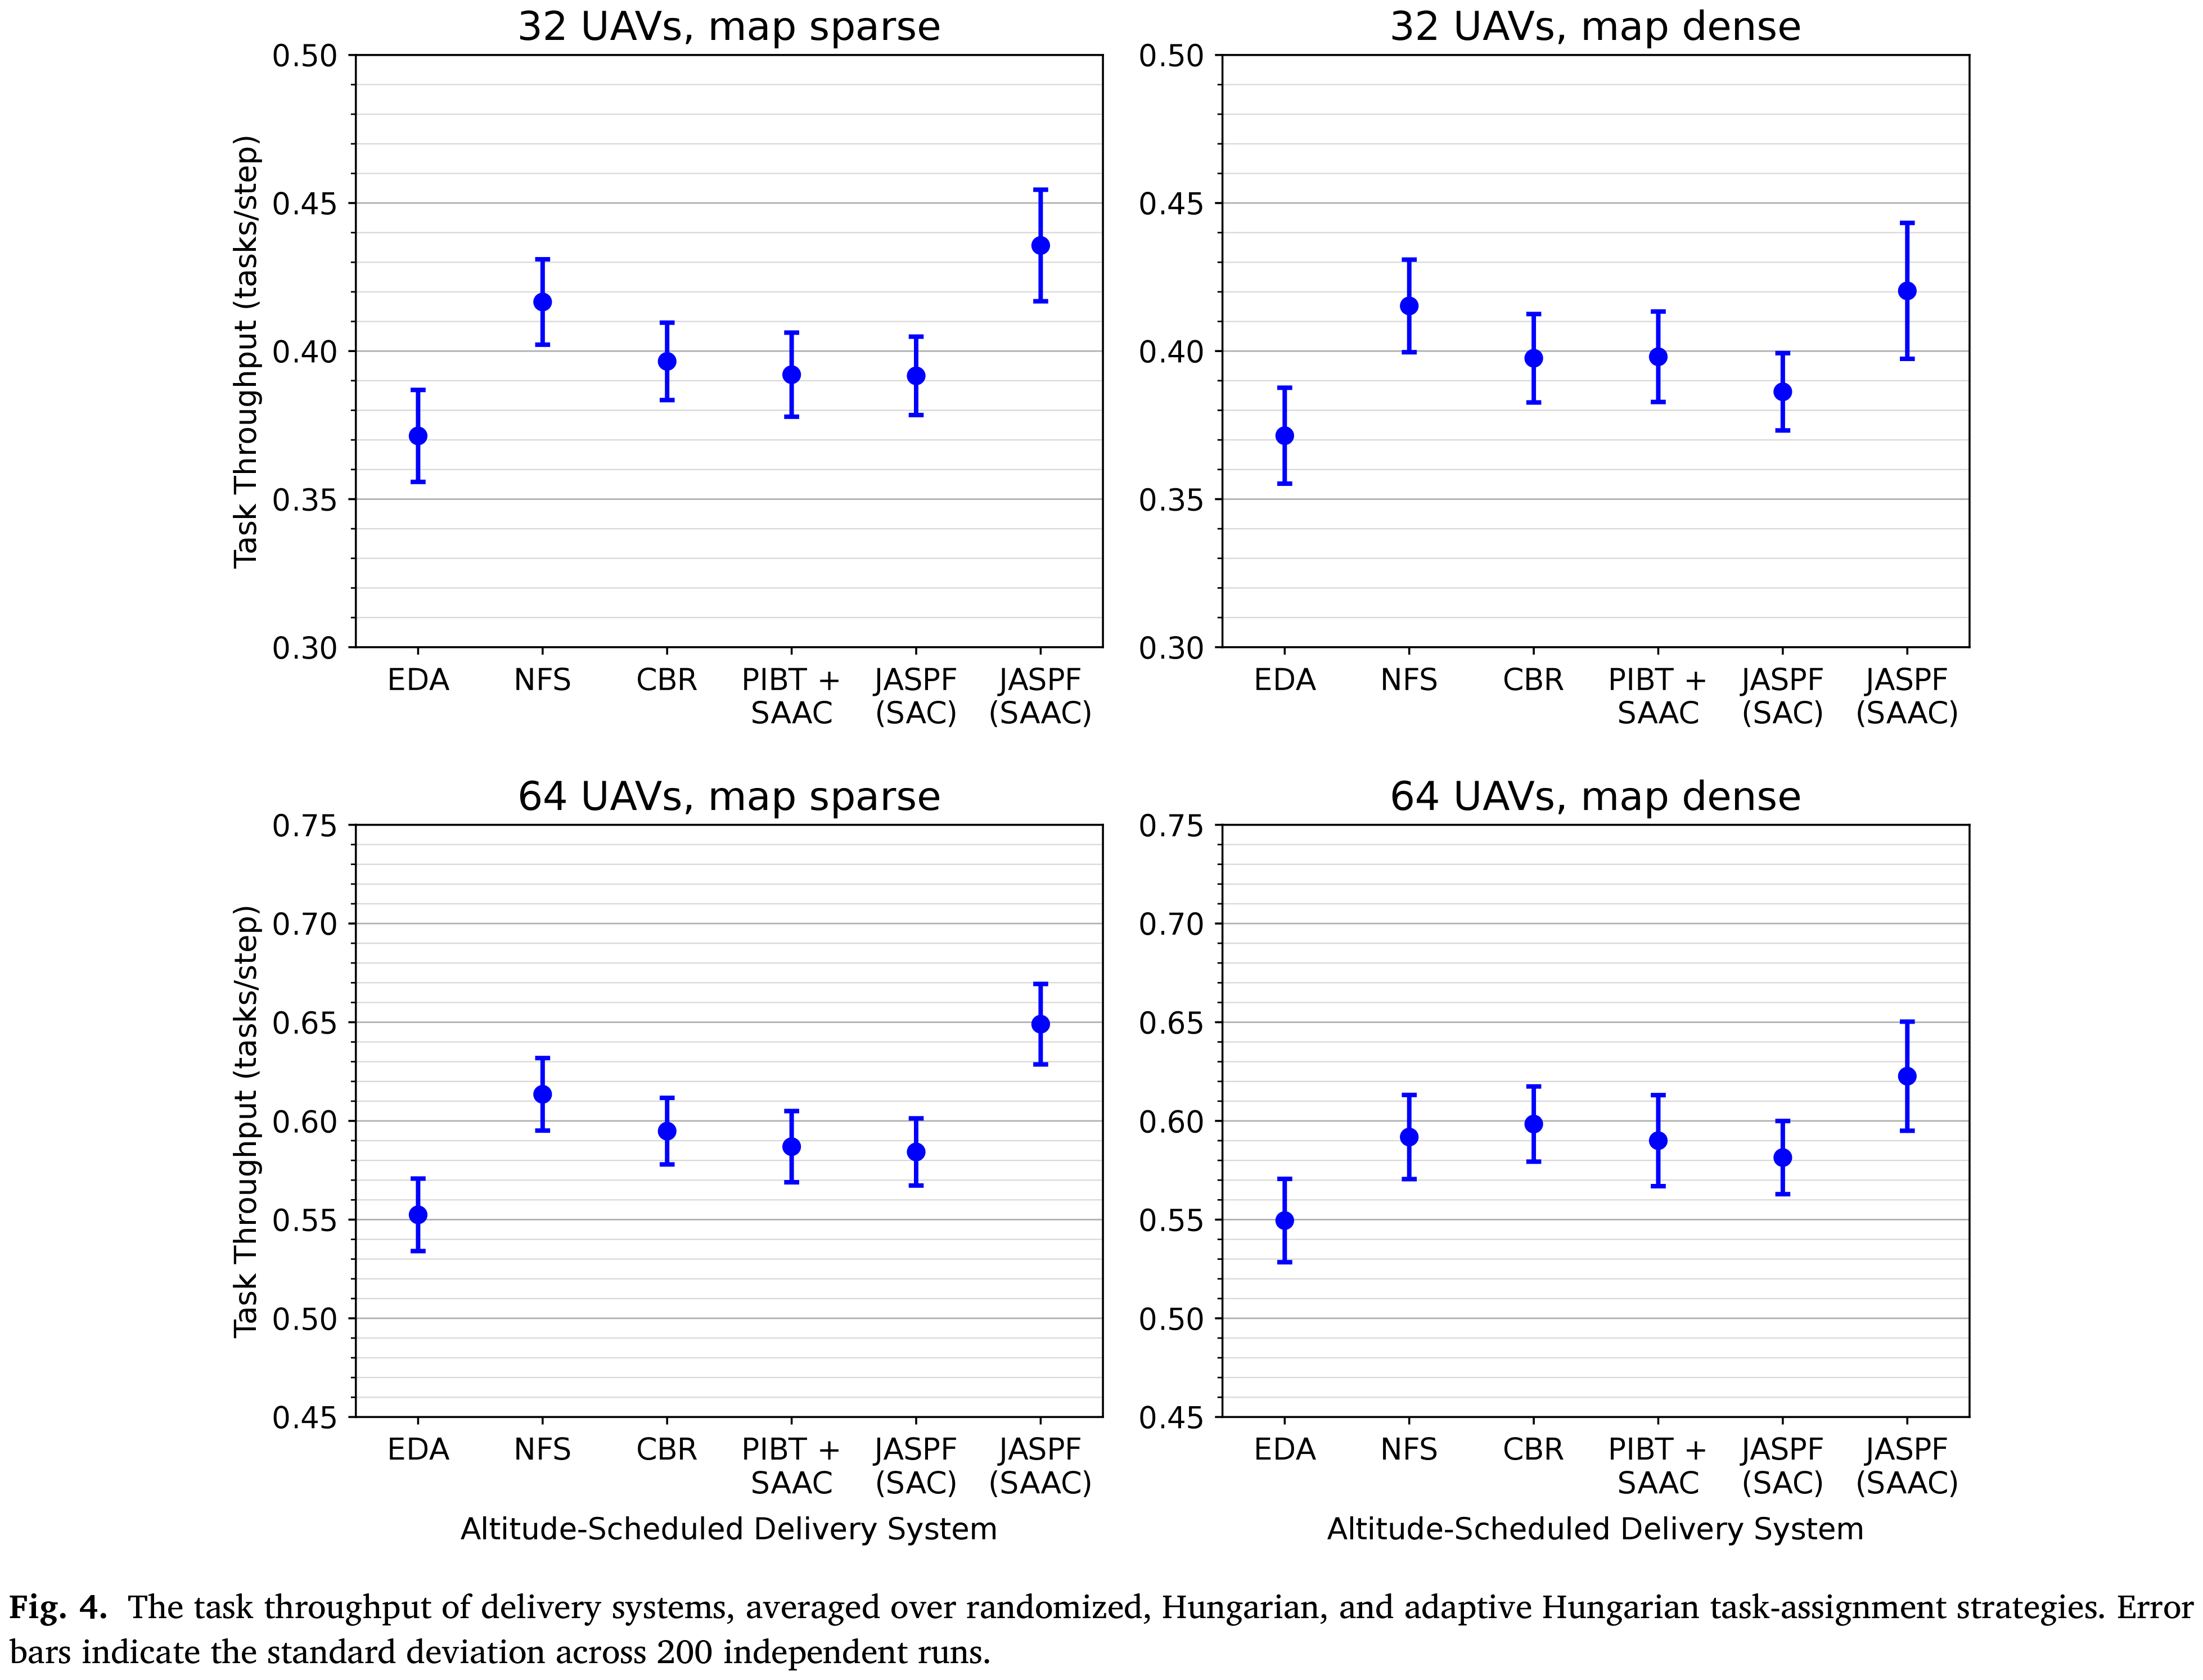 32 UAVs, map sparse
0.50
0.45
0.40
0.35
0.30
Task Throughput (tasks/step)
EDA
NFS
CBR
PIBT +
SAAC
JASPF
(SAC)
JASPF
(SAAC)
32 UAVs, map dense
0.50
0.45
0.40
0.35
0.30
EDA
NFS
CBR
PIBT +
SAAC
JASPF
(SAC)
JASPF
(SAAC)
64 UAVs, map sparse
0.75
0.70
0.65
0.60
0.55
0.50
0.45
Task Throughput (tasks/step)
EDA
NFS
CBR
PIBT +
SAAC
JASPF
(SAC)
JASPF
(SAAC)
Altitude-Scheduled Delivery System
64 UAVs, map dense
0.75
0.70
0.65
0.60
0.55
0.50
0.45
EDA
NFS
CBR
PIBT +
SAAC
JASPF
(SAC)
JASPF
(SAAC)
Altitude-Scheduled Delivery System
Fig. 4. The task throughput of delivery systems, averaged over randomized, Hungarian, and adaptive Hungarian task-assignment strategies. Error
bars indicate the standard deviation across 200 independent runs.